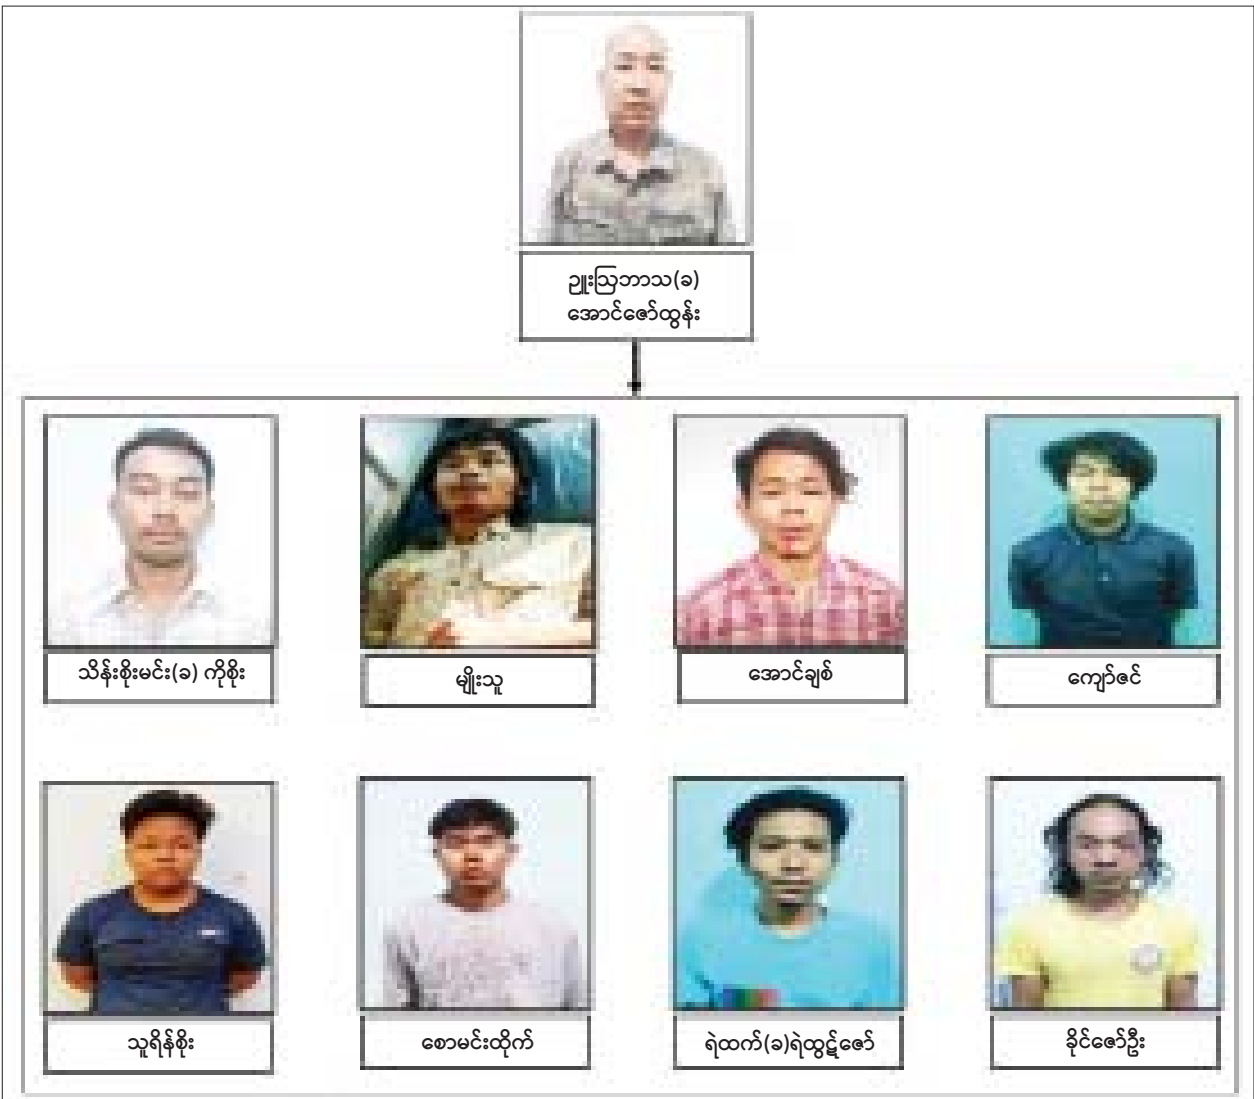 ဥူးဩဘာသ(ခ)
အောင်ဇော်ထွန်း
သိန်းစိုးမင်း(ခ) ကိုစိုး
မျိုးသူ
အောင်ချစ်
ကျော်ဇင်
သူရိန်စိုး
စောမင်းထိုက်
ရဲထက်(ခ)ရဲထွဋ်ဇော်
ခိုင်ဇော်ဦး